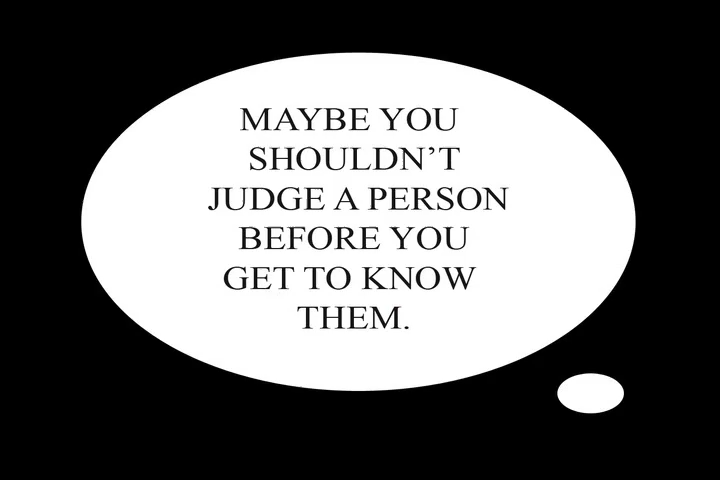 MAYBE YOU
SHOULDN’T
JUDGE A PERSON
BEFORE YOU
GET TO KNOW
THEM.